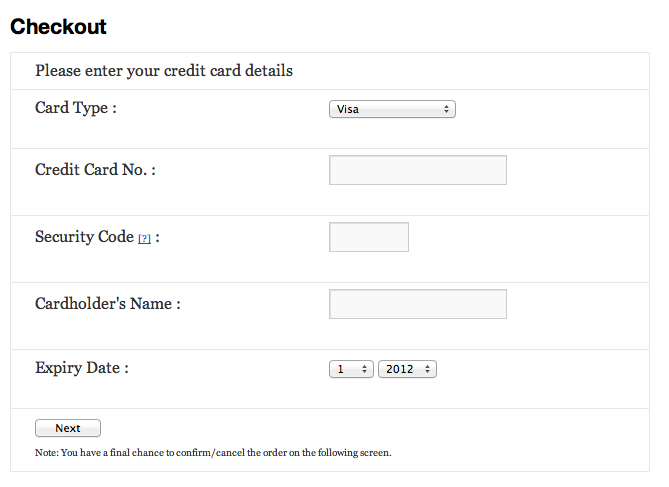 Checkout
Please enter your credit card details
Card Type :
Visa
Credit Card No. :
Security Code [?] :
Cardholder's Name :
Expiry Date :
1 2012
Next
Note: You have a final chance to confirm/cancel the order on the following screen.